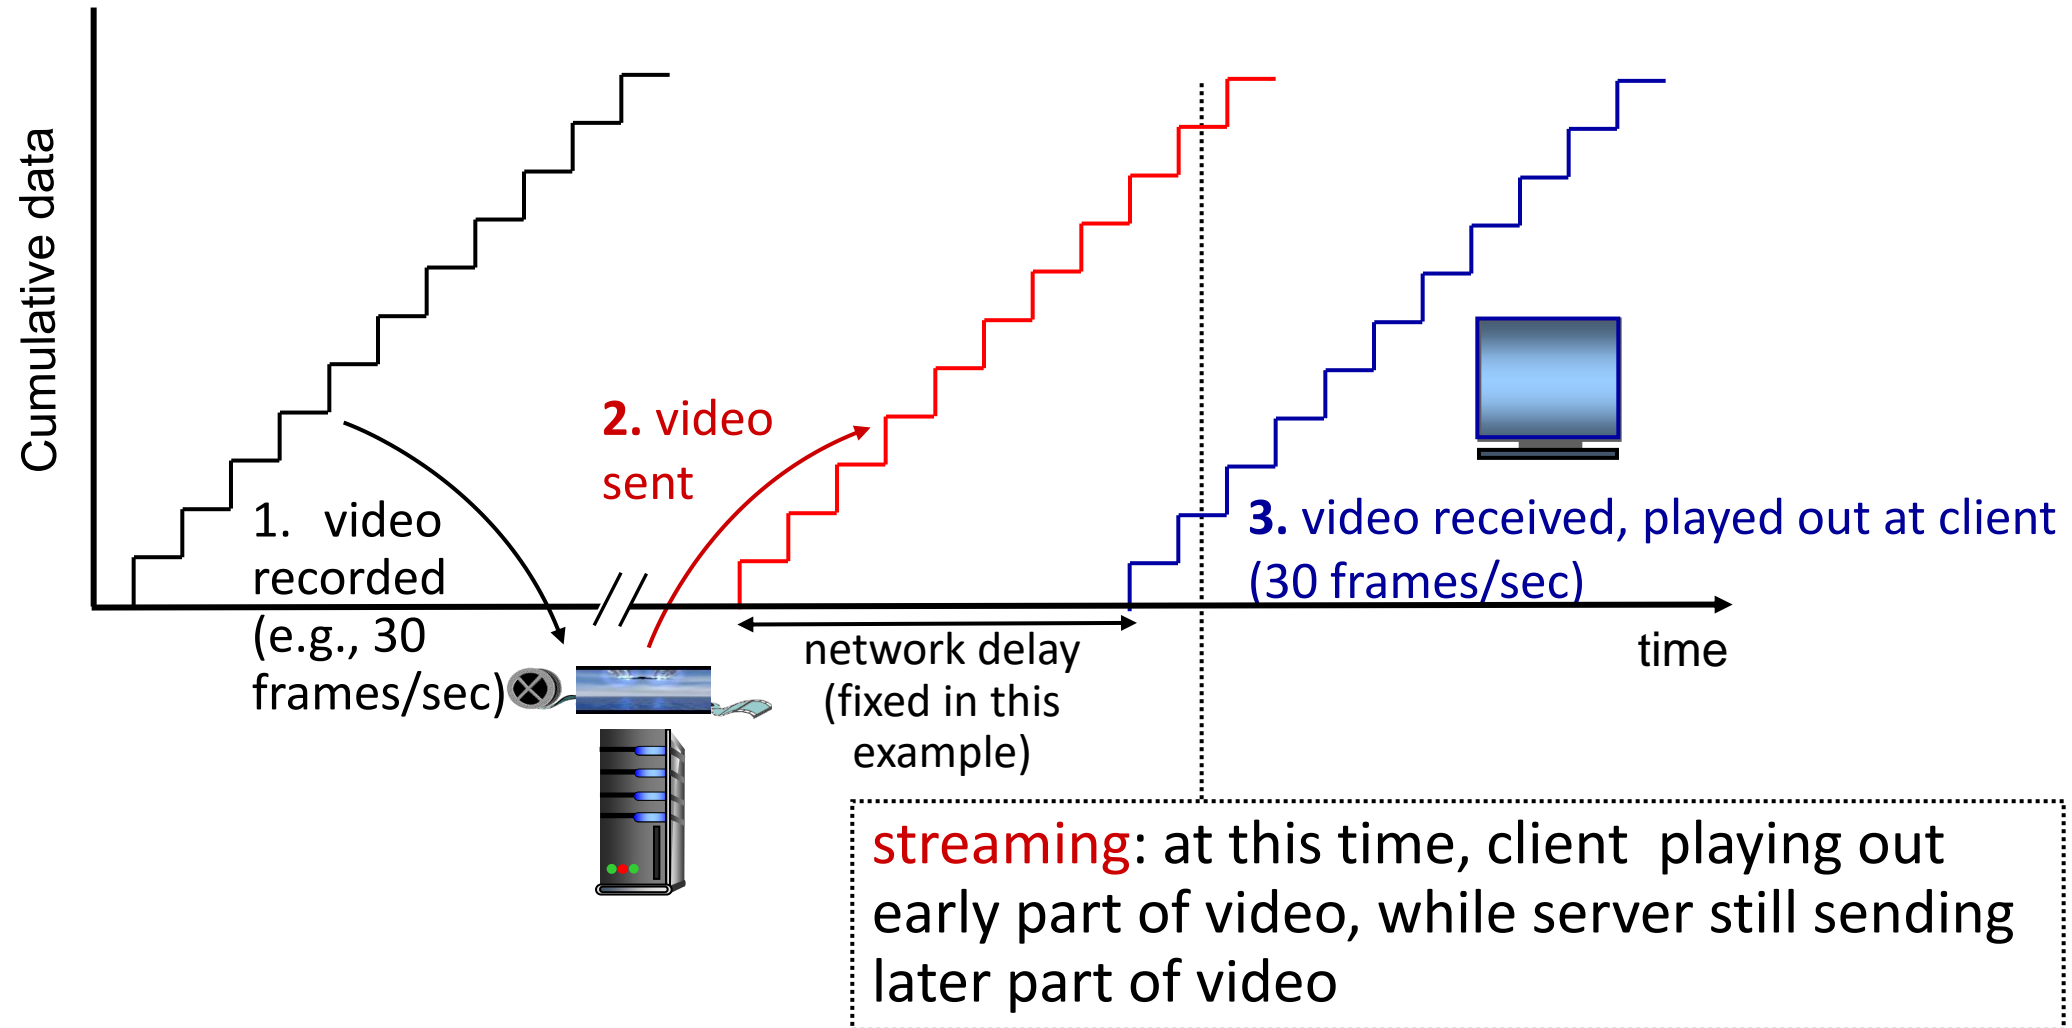 Cumulative data
1. video
recorded
(e.g., 30
frames/sec)
2. video
sent
3. video received, played out at client
(30 frames/sec)
network delay
(fixed in this
example)
time
streaming: at this time, client playing out
early part of video, while server still sending
later part of video